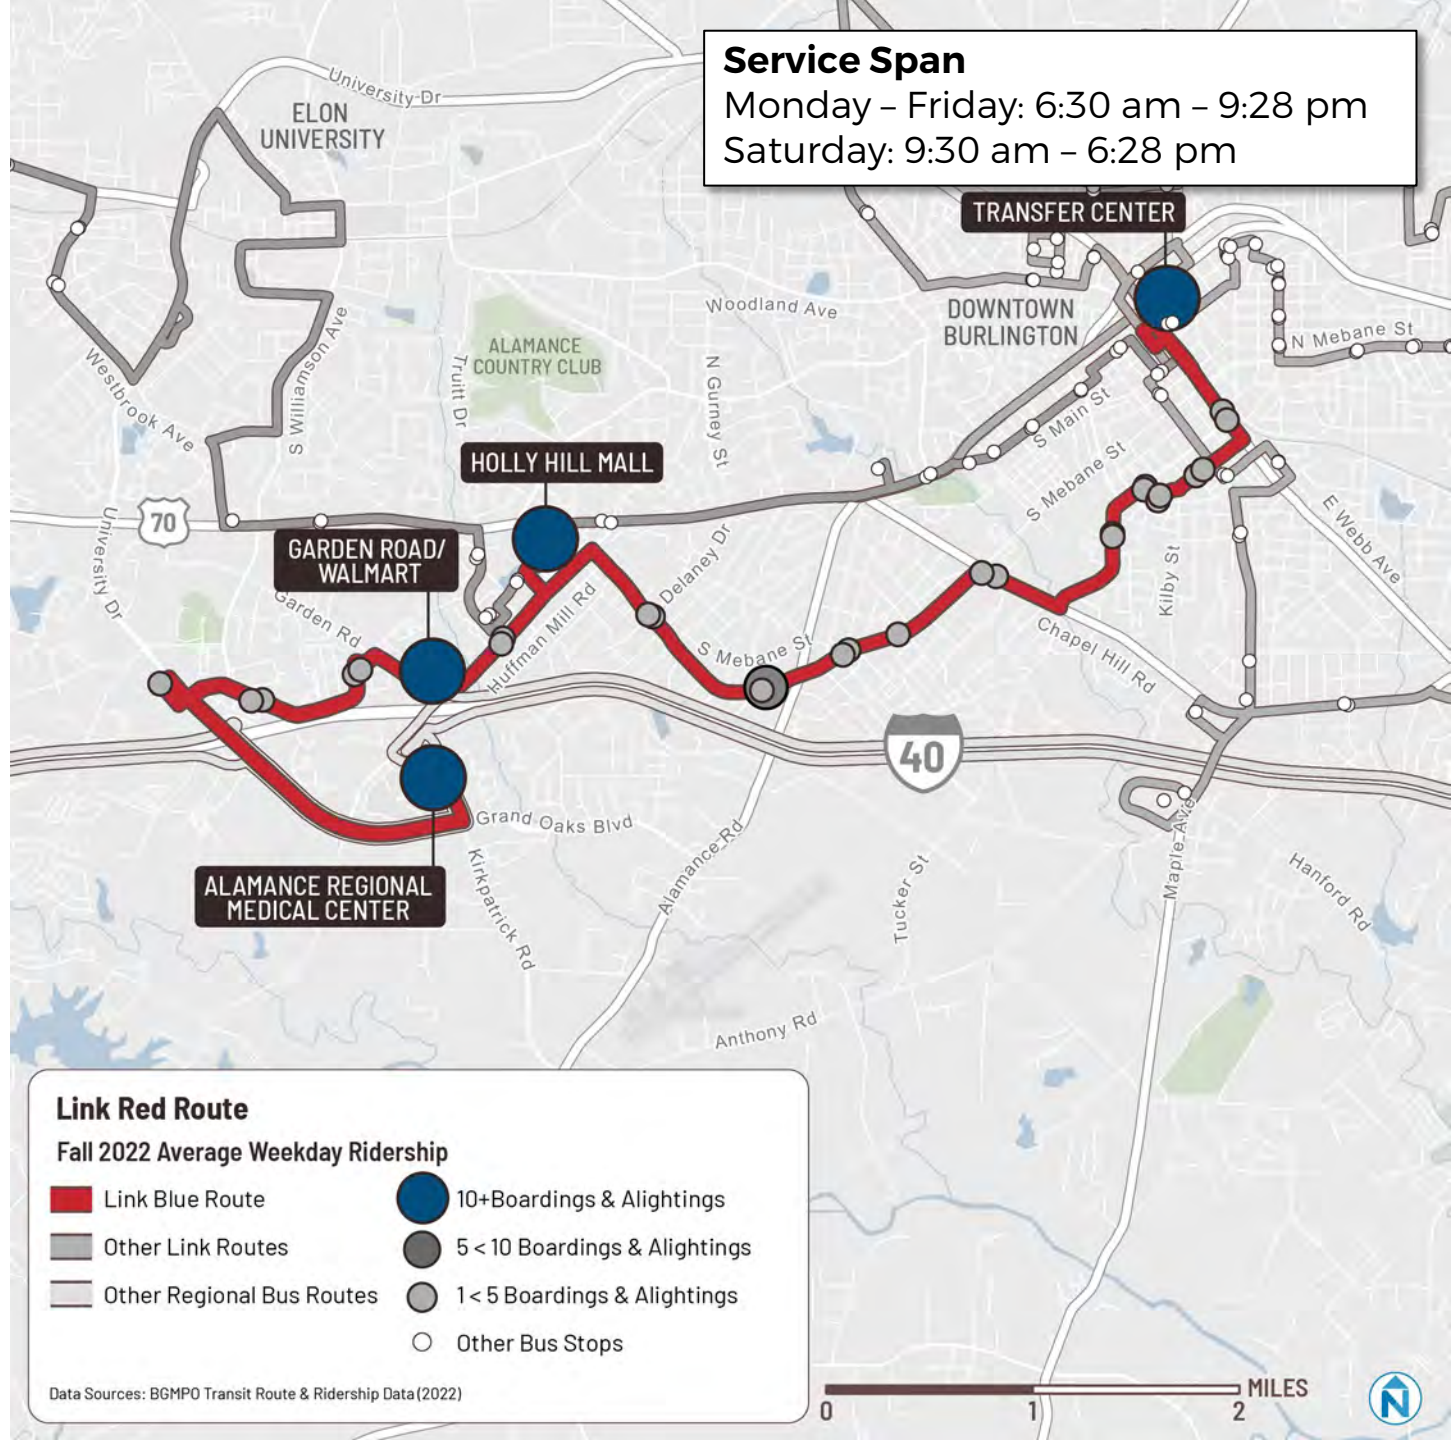 Service Span
Monday – Friday: 6:30 am – 9:28 pm
Saturday: 9:30 am – 6:28 pm
University Dr
ELON
UNIVERSITY
TRANSFER CENTER
Woodland Ave
DOWNTOWN
BURLINGTON
N Mebane St
ALAMANCE
COUNTRY CLUB
Westbrook Ave
S Williamson Ave
Truitt Dr
N Gurney St
S Main St
S Mebane St
HOLLY HILL MALL
70
University Dr
GARDEN ROAD/
WALMART
Garden Rd
Huffman Mill Rd
Delaney Dr
S Mebane St
Kilby St
E Webb Ave
Chapel Hill Rd
40
Grand Oaks Blvd
Kirkpatrick Rd
Alamance Rd
Tucker St
Maple Ave
Hanford Rd
ALAMANCE REGIONAL
MEDICAL CENTER
Anthony Rd
Link Red Route
Fall 2022 Average Weekday Ridership
Link Blue Route
Other Link Routes
Other Regional Bus Routes
10+Boardings & Alightings
5 < 10 Boardings & Alightings
1 < 5 Boardings & Alightings
Other Bus Stops
Data Sources: BGMPO Transit Route & Ridership Data (2022)
MILES
0 1 2
N